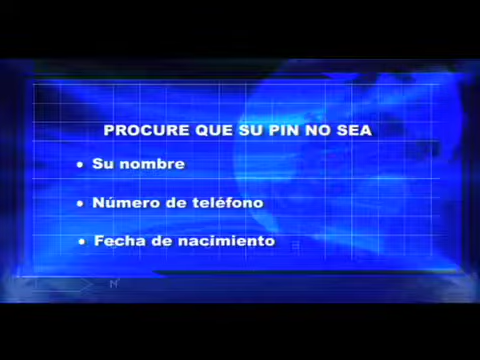 PROCURE QUE SU PIN NO SEA
• Su nombre
• Número de teléfono
• Fecha de nacimiento